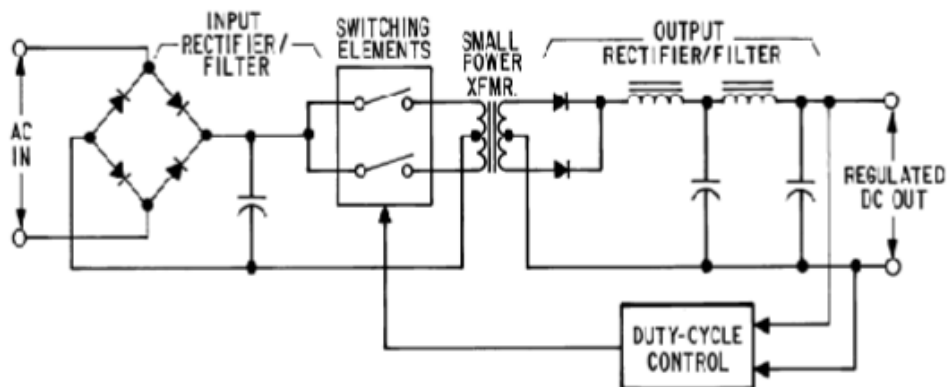 INPUT
RECTIFIER/
FILTER
SWITCHING
ELEMENTS
SMALL
POWER
XFMR.
OUTPUT
RECTIFIER/FILTER
AC
IN
REGULATED
DC OUT
DUTY-CYCLE
CONTROL